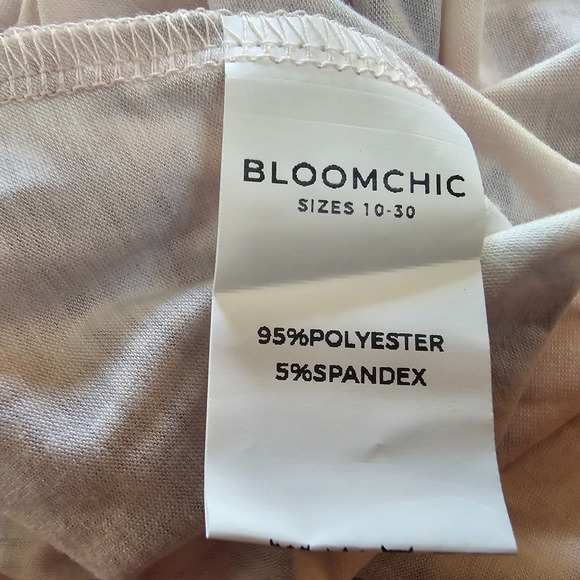 BLOOMCHIC
SIZES 10-30
95%POLYESTER
5%SPANDEX